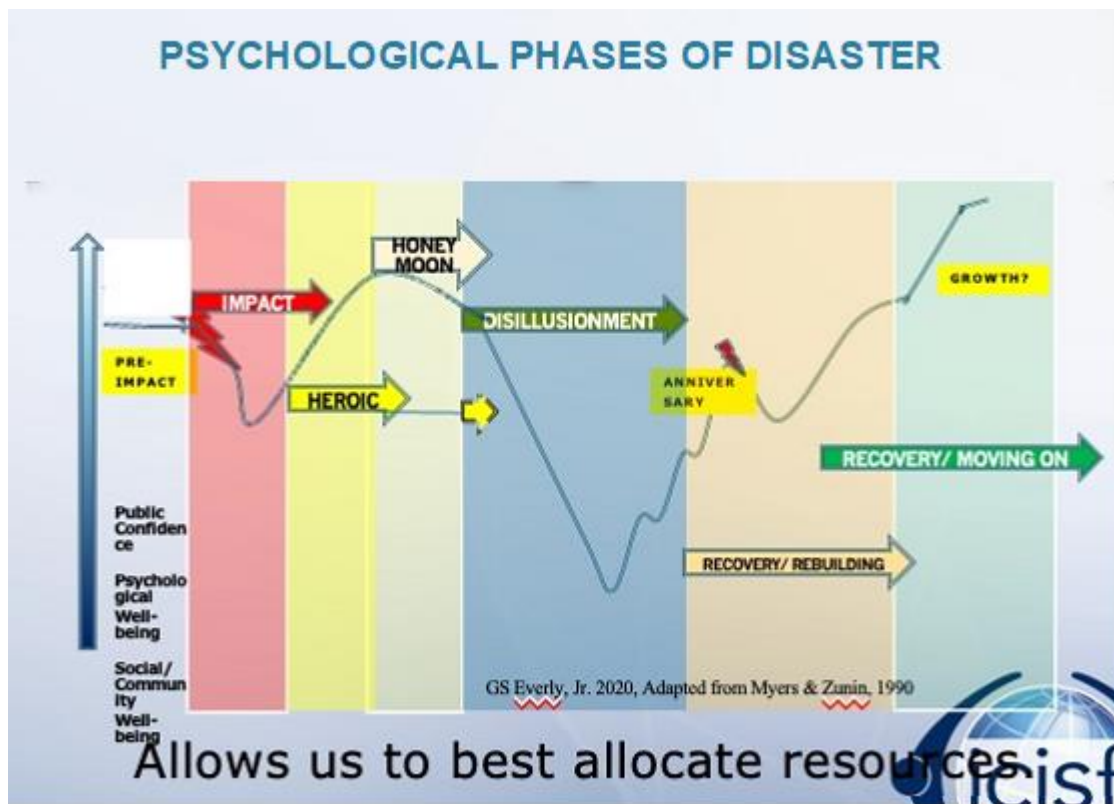 PSYCHOLOGICAL PHASES OF DISASTER
HONEY
MOON
GROWTH?
IMPACT
DISILLUSIONMENT
PRE-
IMPACT
HEROIC
ANNIVER
SARY
RECOVERY/ MOVING ON
Public
Confiden
ce
Psycholo
gical
Well-
being
RECOVERY/ REBUILDING
Social/
Commun
ity
Well-
being
GS Everly, Jr. 2020, Adapted from Myers & Zunin, 1990
Allows us to best allocate resources.
icisf